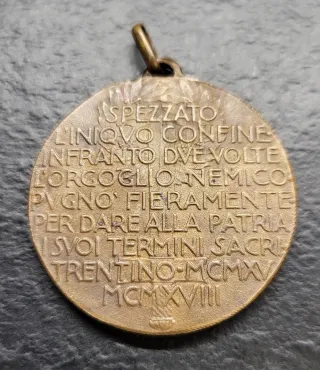 SPEZZATO
L'INIQVO CONFINE
INFRANTO DVE VOLTE
L'ORGOGLIO NEMICO
PVGNO' FIERAMENTE
PER DARE ALLA PATRIA
I SVOI TERMINI SACRI
TRENTINO·MCMXV
MCMXVIII